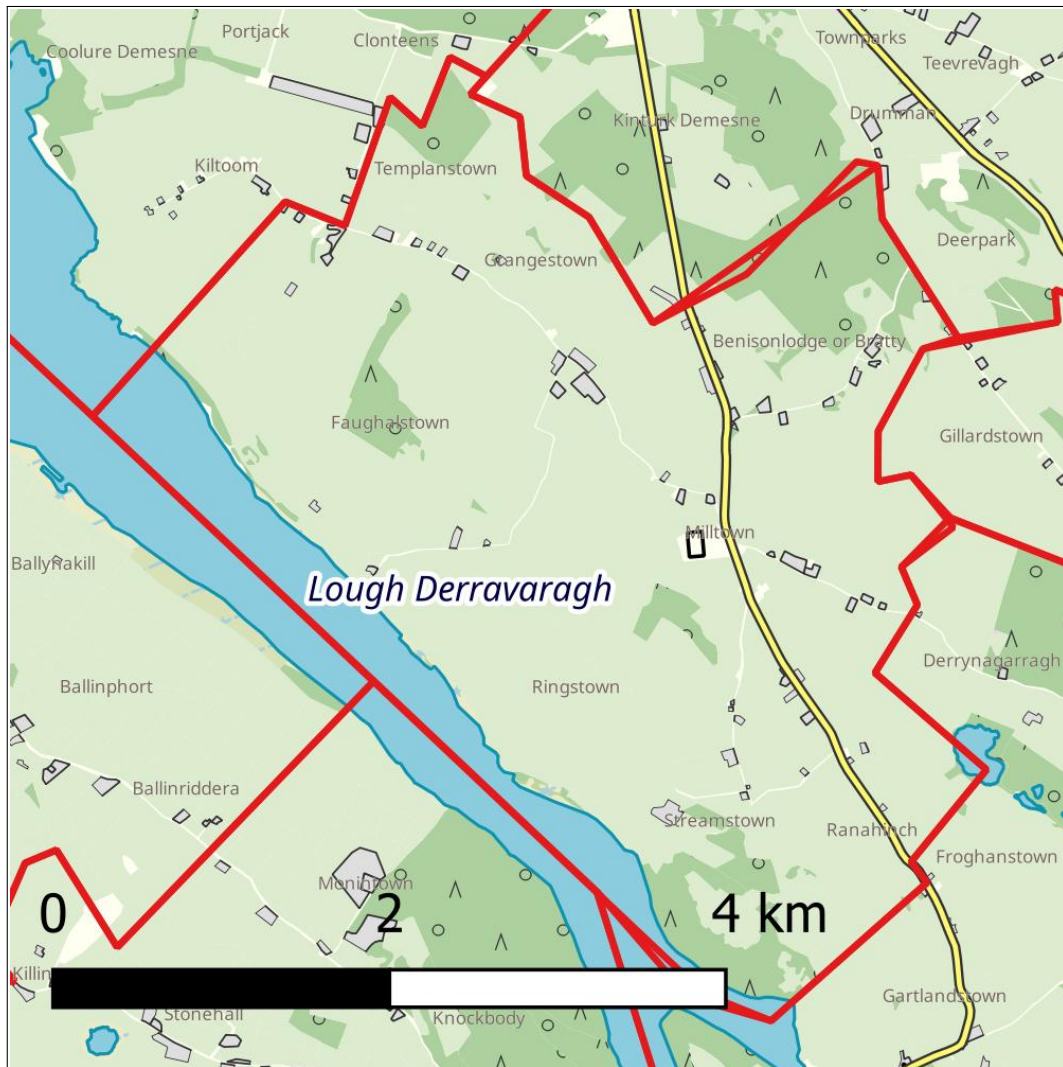 Portjack
Clonteens
Coolure Demesne
Townparks
Teevrevagh
Kinturk Demesne
Drumman
Kiltoom
Templanstown
Deerpark
Grangestown
Benisonlodge or Bratty
Faughalstown
Gillardstown
Milltown
Ballynakill
Lough Derravaragh
Derrynagarragh
Ballinphort
Ringstown
Ballinriddera
Streamstown
Ranahinch
Froghanstown
Monintown
0 2 4 km
Killin
Gartlandstown
Stonehall
Knockbody